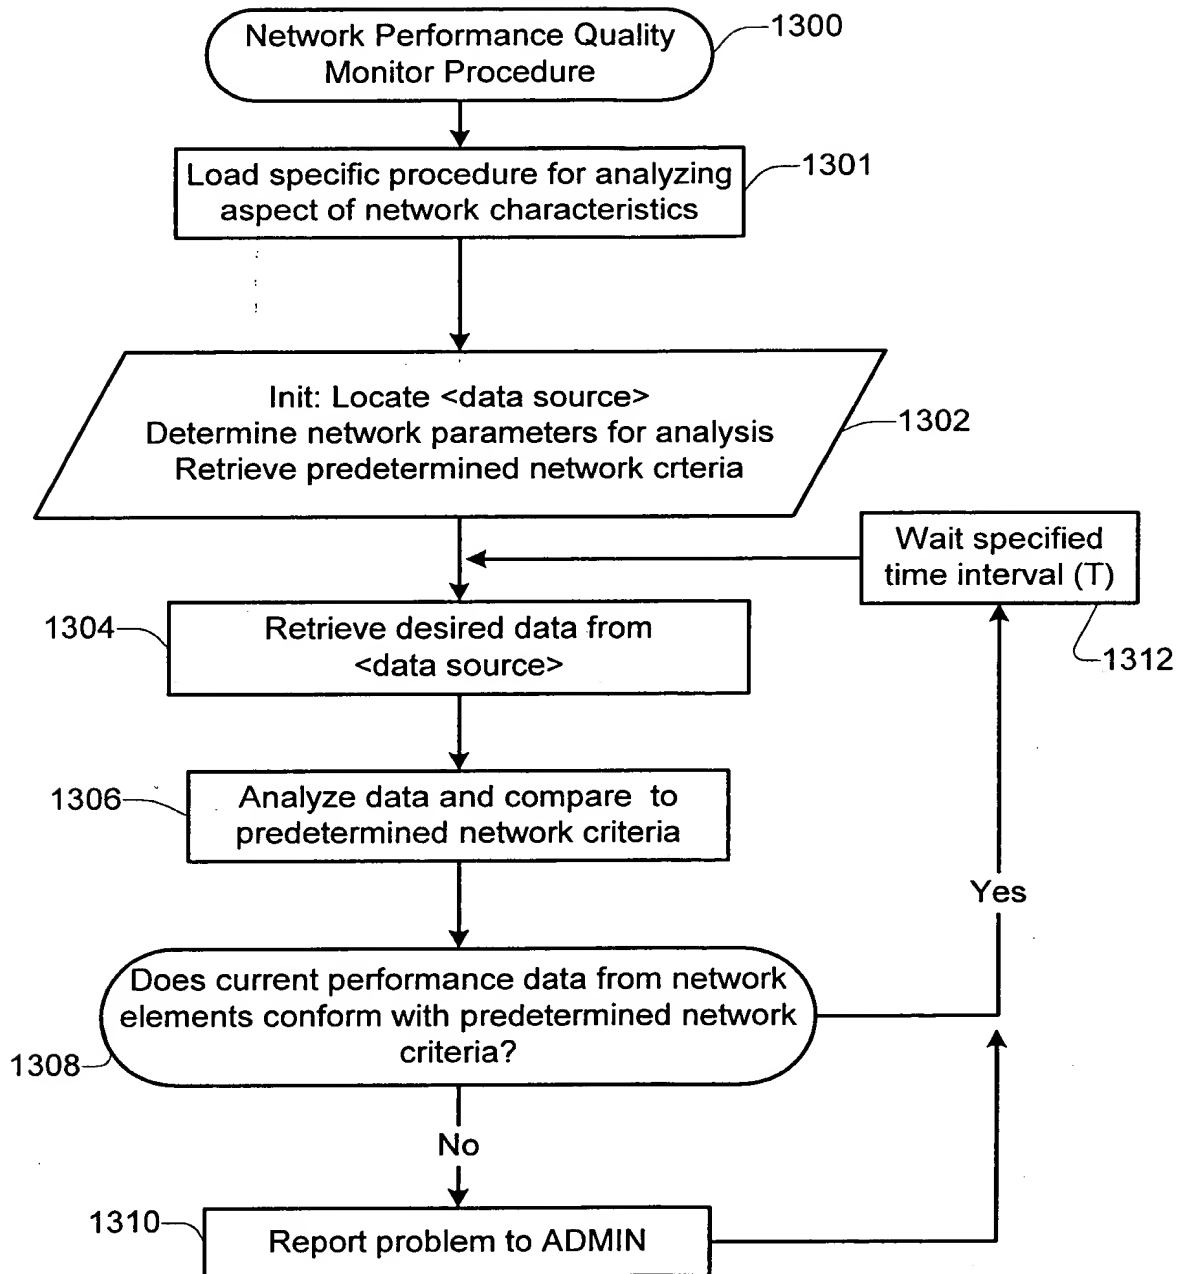 Network Performance Quality
Monitor Procedure
1300
Load specific procedure for analyzing
aspect of network characteristics
1301
Init: Locate <data source>
Determine network parameters for analysis
Retrieve predetermined network crteria
1302
Wait specified
time interval (T)
1312
1304
Retrieve desired data from
<data source>
1306
Analyze data and compare to
predetermined network criteria
Yes
Does current performance data from network
elements conform with predetermined network
criteria?
1308
No
1310
Report problem to ADMIN